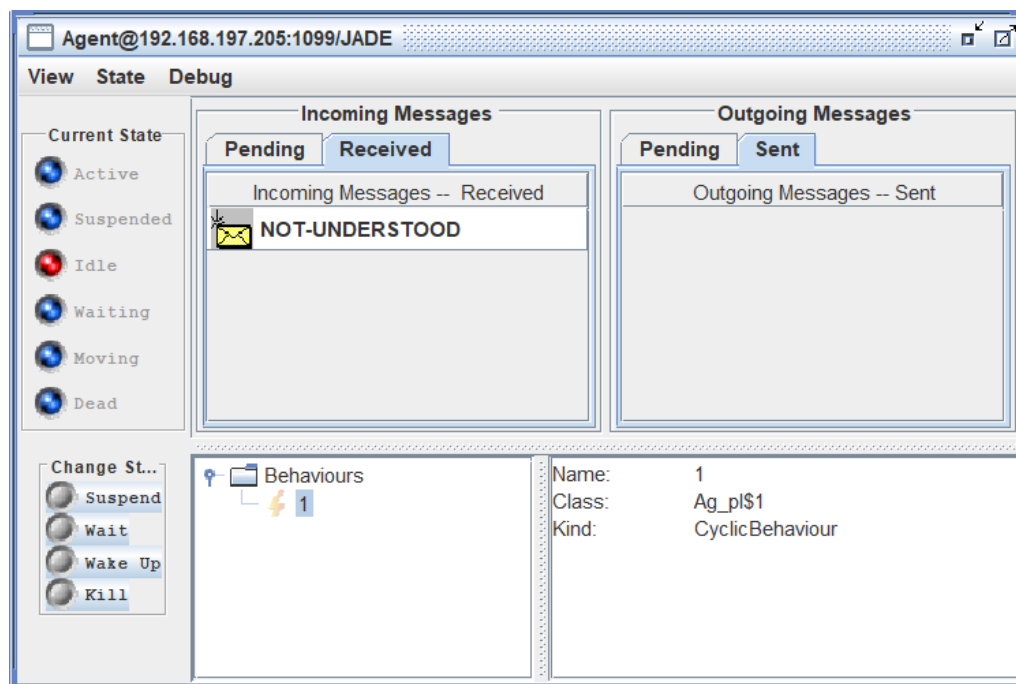 Agent@192.168.197.205:1099/JADE
View State Debug
Current State
Active
Suspended
Idle
Waiting
Moving
Dead
Incoming Messages
Pending Received
Incoming Messages -- Received
NOT-UNDERSTOOD
Outgoing Messages
Pending Sent
Outgoing Messages -- Sent
Change St...
Suspend
Wait
Wake Up
Kill
Behaviours
1
Name: 1
Class: Ag_pl$1
Kind: CyclicBehaviour